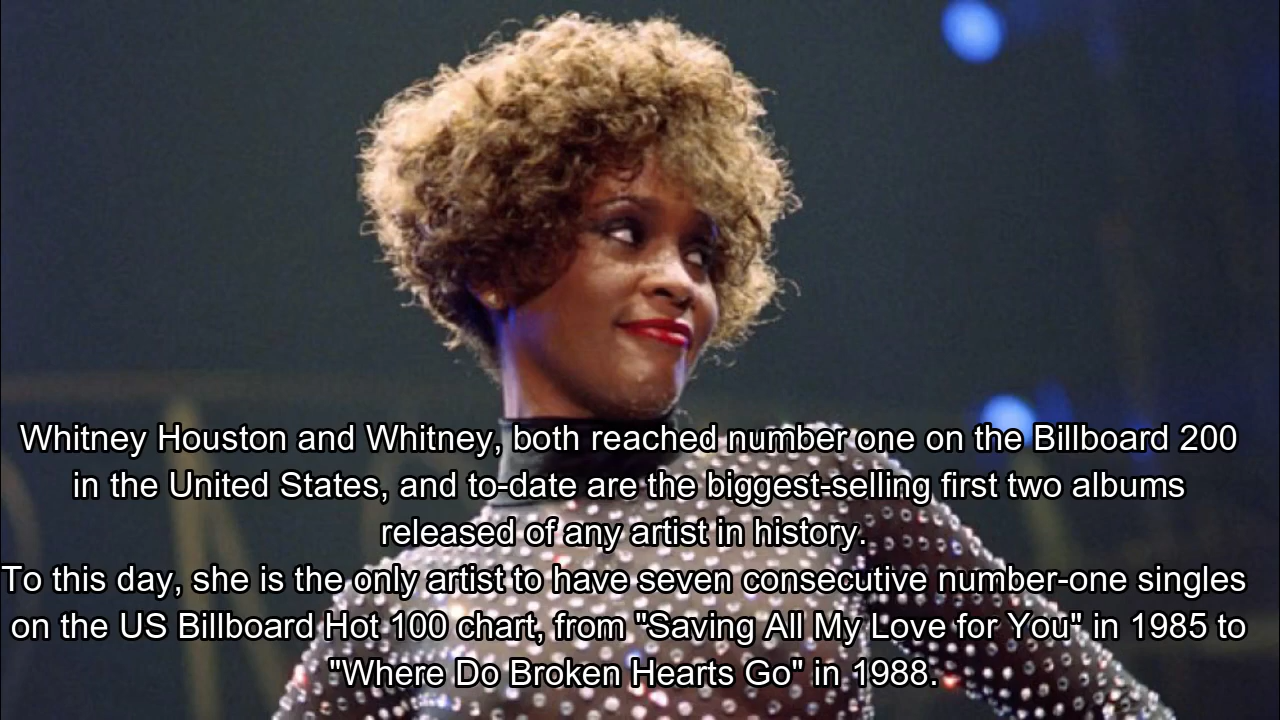 Whitney Houston and Whitney, both reached number one on the Billboard 200
in the United States, and to-date are the biggest-selling first two albums
released of any artist in history.
To this day, she is the only artist to have seven consecutive number-one singles
on the US Billboard Hot 100 chart, from "Saving All My Love for You" in 1985 to
"Where Do Broken Hearts Go" in 1988.